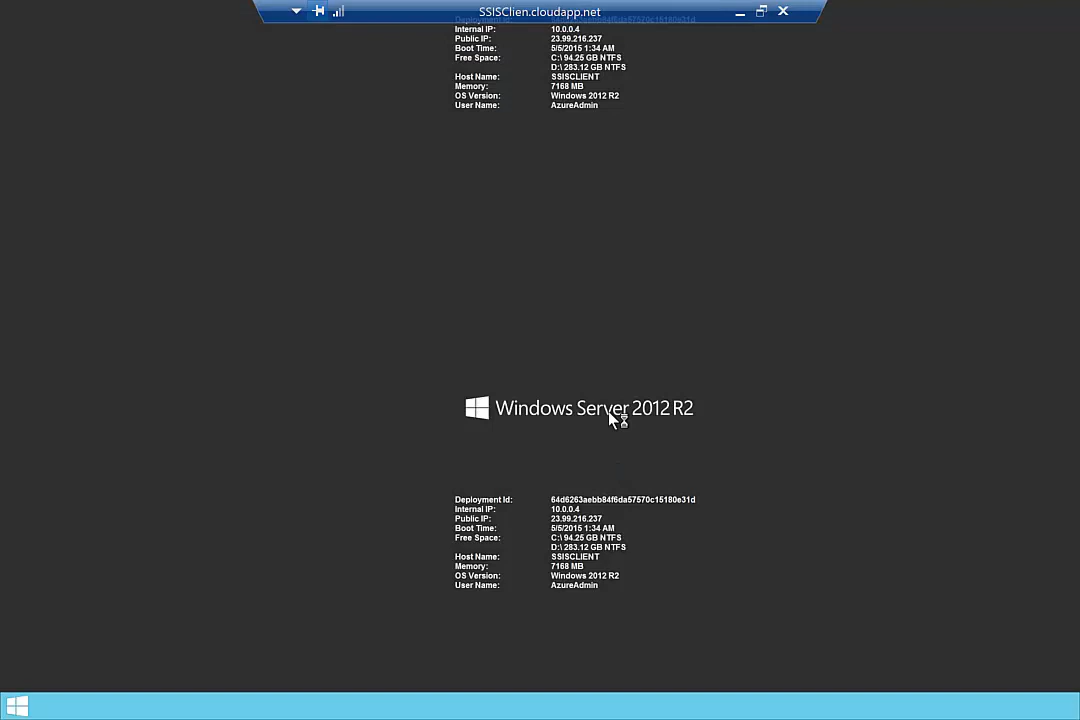 SSISClien.cloudapp.net
Deployment Id: 64d6263aebb84f6da57570c15180e31d
Internal IP: 10.0.0.4
Public IP: 23.99.216.237
Boot Time: 5/5/2015 1:34 AM
Free Space: C:\ 94.25 GB NTFS
D:\ 283.12 GB NTFS
Host Name: SSISCLIENT
Memory: 7168 MB
OS Version: Windows 2012 R2
User Name: AzureAdmin
Windows Server 2012 R2
Deployment Id: 64d6263aebb84f6da57570c15180e31d
Internal IP: 10.0.0.4
Public IP: 23.99.216.237
Boot Time: 5/5/2015 1:34 AM
Free Space: C:\ 94.25 GB NTFS
D:\ 283.12 GB NTFS
Host Name: SSISCLIENT
Memory: 7168 MB
OS Version: Windows 2012 R2
User Name: AzureAdmin